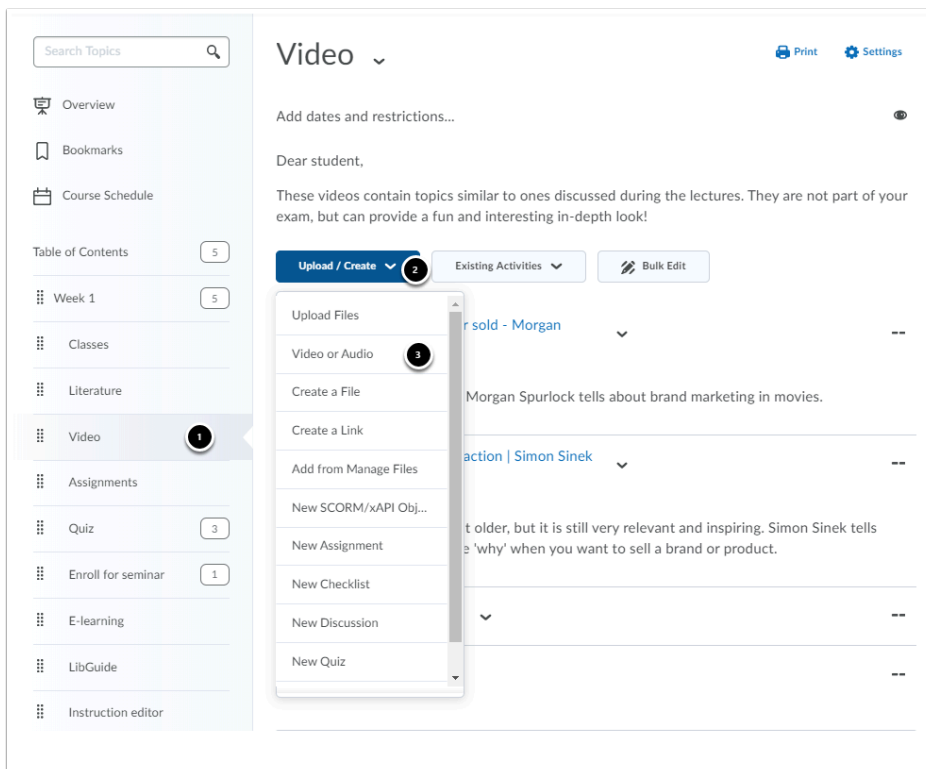 Search Topics
Overview
Bookmarks
Course Schedule
Table of Contents 5
Week 1 5
Classes
Literature
Video 1
Assignments
Quiz 3
Enroll for seminar 1
E-learning
LibGuide
Instruction editor
Video
Print Settings
Add dates and restrictions...
Dear student,
These videos contain topics similar to ones discussed during the lectures. They are not part of your
exam, but can provide a fun and interesting in-depth look!
Upload / Create 2 Existing Activities Bulk Edit
Upload Files
Video or Audio 3
Create a File
Create a Link
Add from Manage Files
New SCORM/xAPI Obj...
New Assignment
New Checklist
New Discussion
New Quiz
r sold - Morgan
--
Morgan Spurlock tells about brand marketing in movies.
action | Simon Sinek
--
t older, but it is still very relevant and inspiring. Simon Sinek tells
e 'why' when you want to sell a brand or product.
--
--